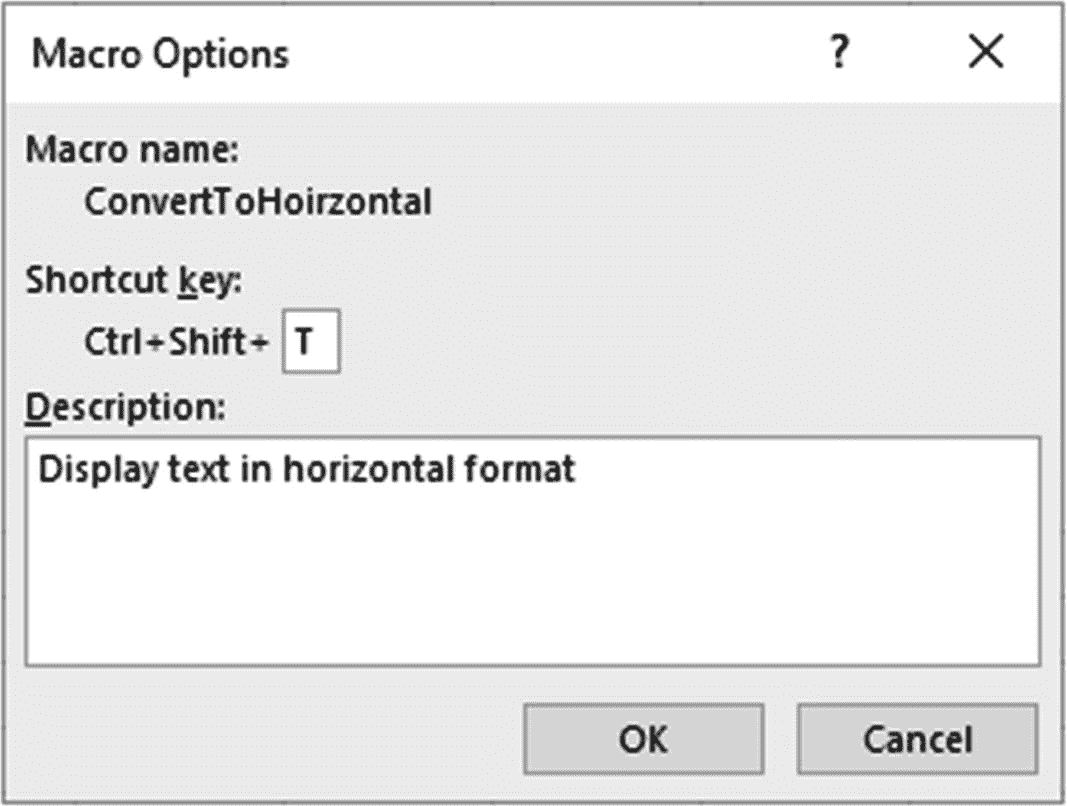 Macro Options ?
Macro name:
ConvertToHoirzontal
Shortcut key:
Ctrl+Shift+ T
Description:
Display text in horizontal format
OK Cancel